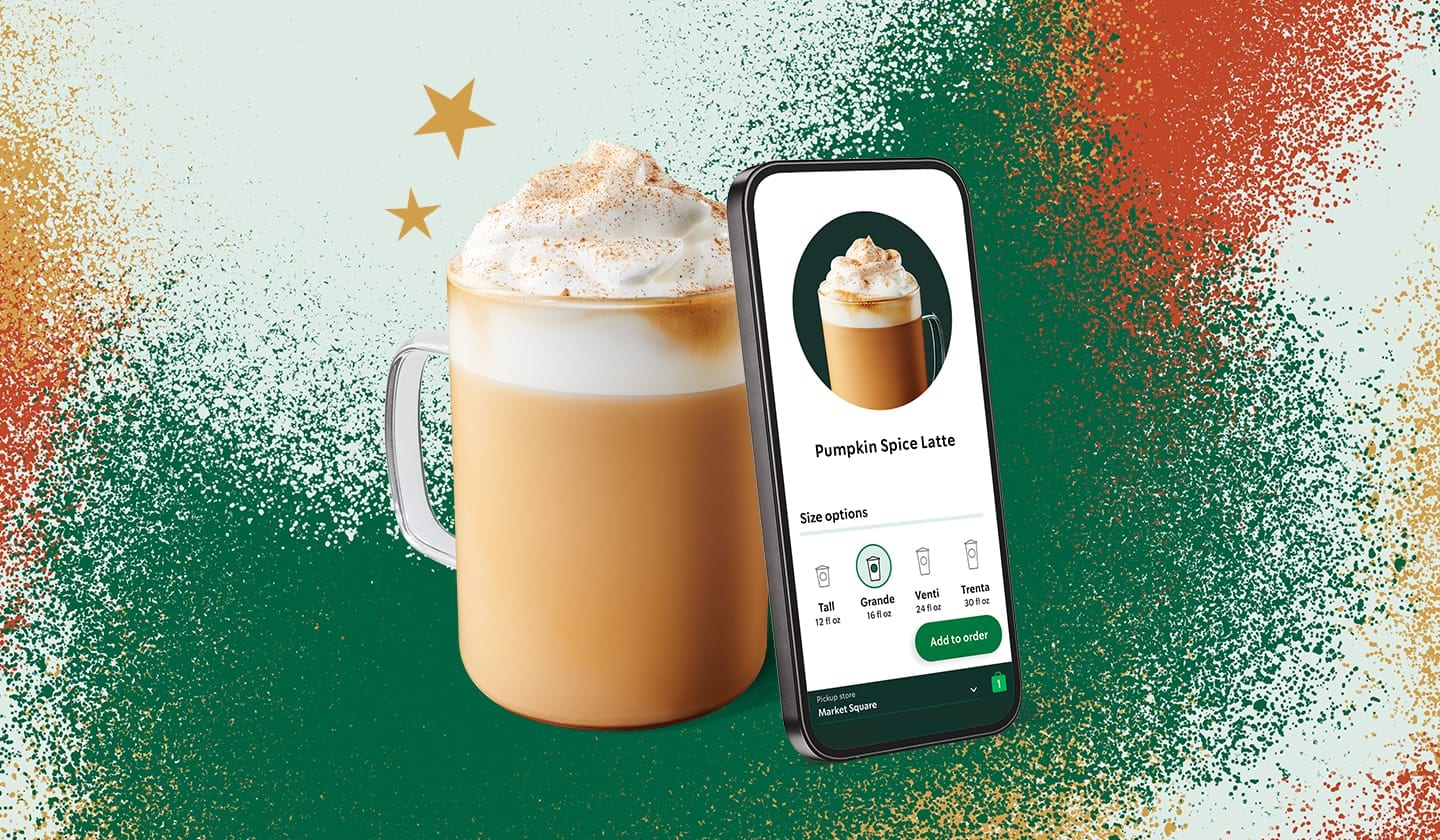 Pumpkin Spice Latte
Size options
Tall
12 fl oz
Grande
16 fl oz
Venti
24 fl oz
Trenta
30 fl oz
Add to order
Pickup store
Market Square
1